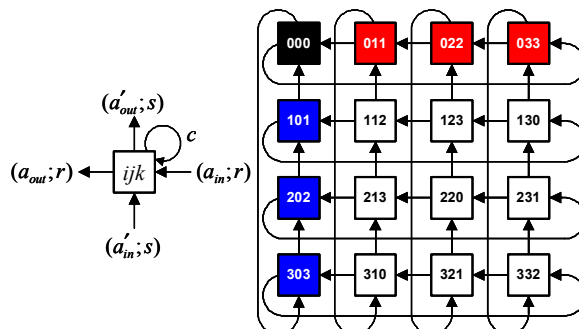 000 011 022 033
(a′out;s)
c
101 112 123 130
(aout;r) ijk (ain;r)
202 213 220 231
(a′in;s)
303 310 321 332